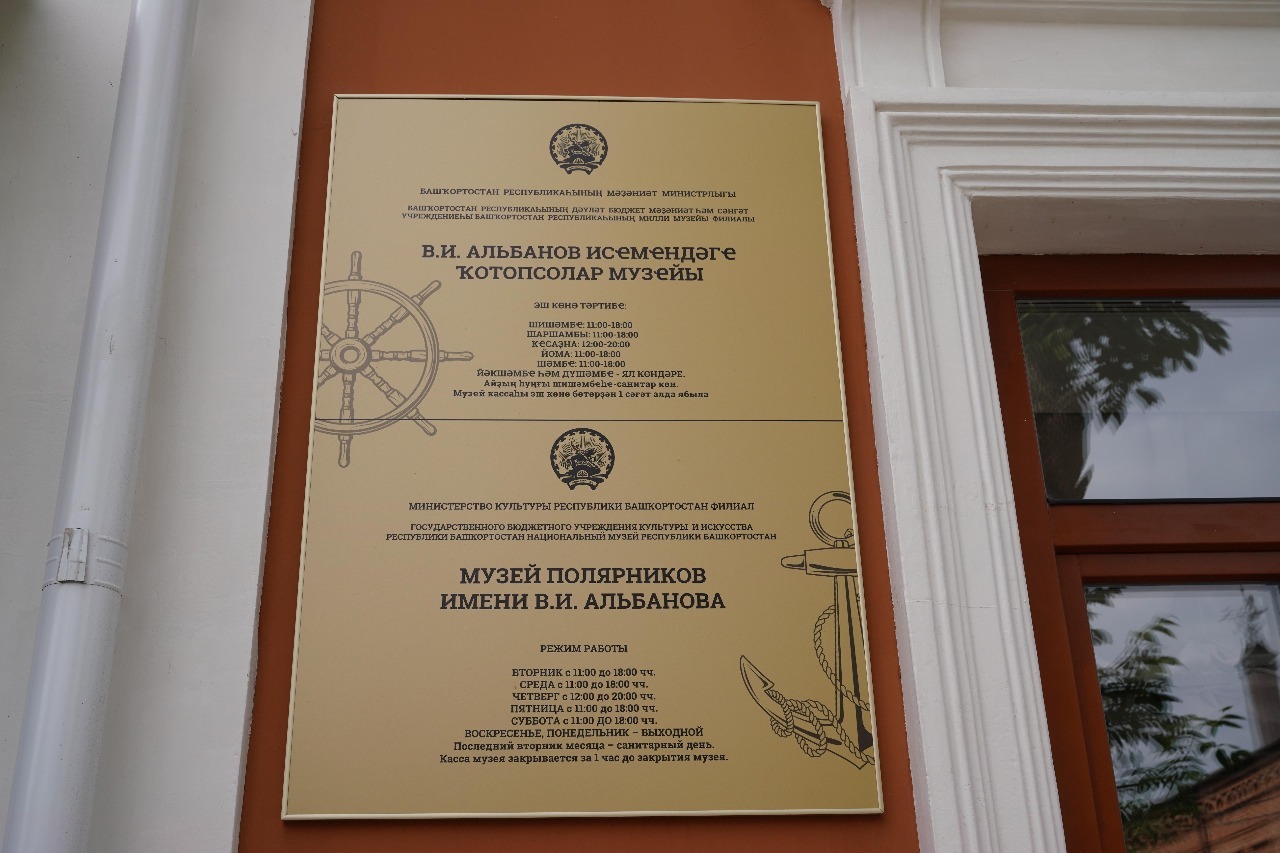 БАШҠОРТОСТАН РЕСПУБЛИКАҺЫНЫҢ МӘҘӘНИӘТ МИНИСТРЛЫҒЫ
БАШҠОРТОСТАН РЕСПУБЛИКАҺЫНЫҢ ДӘҮЛӘТ БЮДЖЕТ МӘҘӘНИӘТ ҺӘМ СӘНҒӘТ
УЧРЕЖДЕНИЕҺЫ БАШҠОРТОСТАН РЕСПУБЛИКАҺЫНЫҢ МИЛЛИ МУЗЕЙЫ ФИЛИАЛЫ
В.И. АЛЬБАНОВ ИСЕМЕНДӘГЕ
ҠОТОПСОЛАР МУЗЕЙЫ
ЭШ КӨНӨ ТӘРТИБЕ:
ШИШӘМБЕ: 11:00-18:00
ШАРШАМБЫ: 11:00-18:00
КЕСАҘНА: 12:00-20:00
ЙОМА: 11:00-18:00
ШӘМБЕ: 11:00-18:00
ЙӘКШӘМБЕ ҺӘМ ДҮШӘМБЕ - ЯЛ КӨНДӘРЕ.
Айҙың һуңғы шишәмбеһе-санитар көн.
Музей кассаһы эш көнө бөтөрҙән 1 сәғәт алда ябыла
МИНИСТЕРСТВО КУЛЬТУРЫ РЕСПУБЛИКИ БАШКОРТОСТАН ФИЛИАЛ
ГОСУДАРСТВЕННОГО БЮДЖЕТНОГО УЧРЕЖДЕНИЯ КУЛЬТУРЫ И ИСКУССТВА
РЕСПУБЛИКИ БАШКОРТОСТАН НАЦИОНАЛЬНЫЙ МУЗЕЙ РЕСПУБЛИКИ БАШКОРТОСТАН
МУЗЕЙ ПОЛЯРНИКОВ
ИМЕНИ В.И. АЛЬБАНОВА
РЕЖИМ РАБОТЫ
ВТОРНИК с 11:00 до 18:00 чч.
СРЕДА с 11:00 до 18:00 чч.
ЧЕТВЕРГ с 12:00 до 20:00 чч.
ПЯТНИЦА с 11:00 до 18:00 чч.
СУББОТА с 11:00 ДО 18:00 чч.
ВОСКРЕСЕНЬЕ, ПОНЕДЕЛЬНИК – ВЫХОДНОЙ
Последний вторник месяца – санитарный день.
Касса музея закрывается за 1 час до закрытия музея.